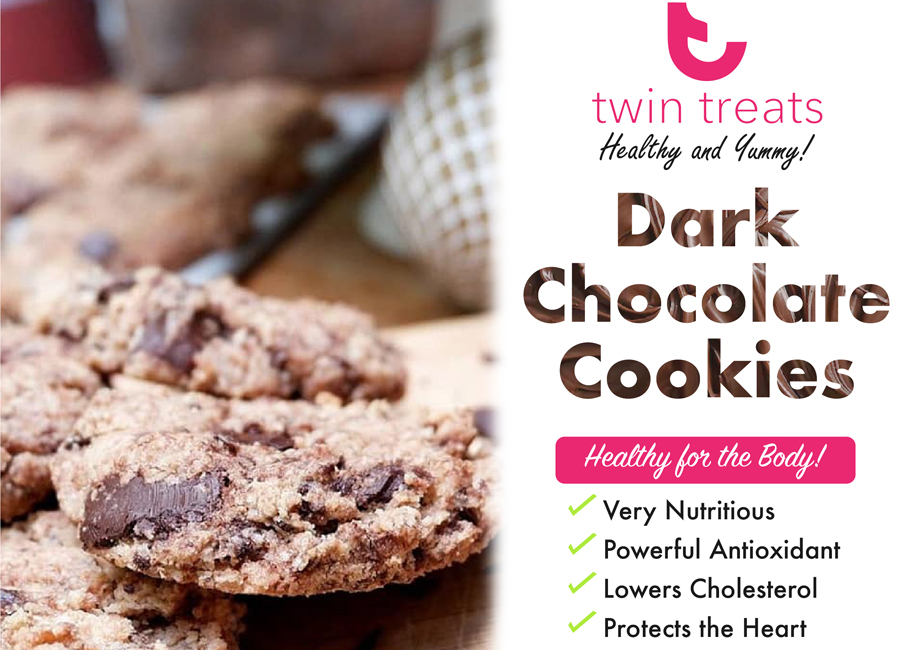 twin treats
Healthy and Yummy!
Dark
Chocolate
Cookies
Healthy for the Body!
Very Nutritious
Powerful Antioxidant
Lowers Cholesterol
Protects the Heart